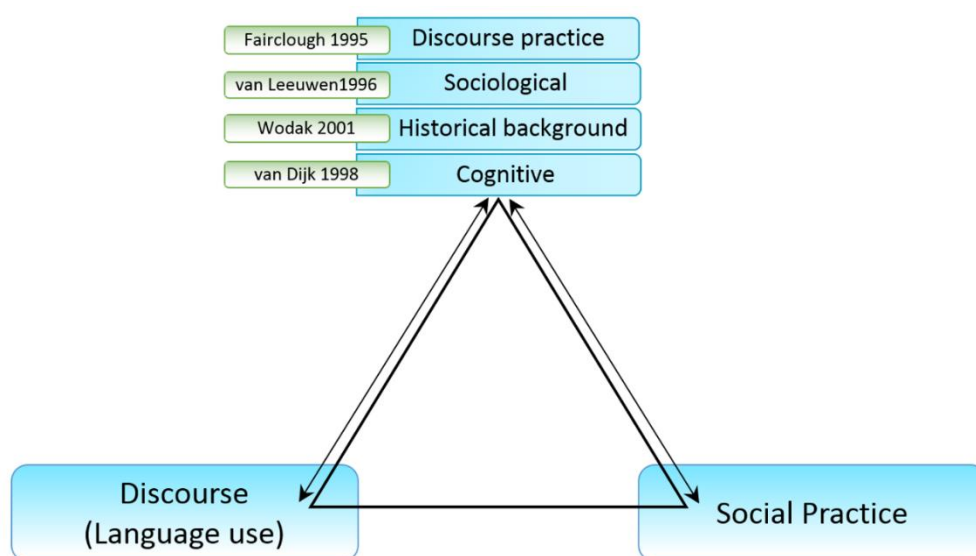 Fairclough 1995 Discourse practice
van Leeuwen1996 Sociological
Wodak 2001 Historical background
van Dijk 1998 Cognitive
Discourse
(Language use)
Social Practice